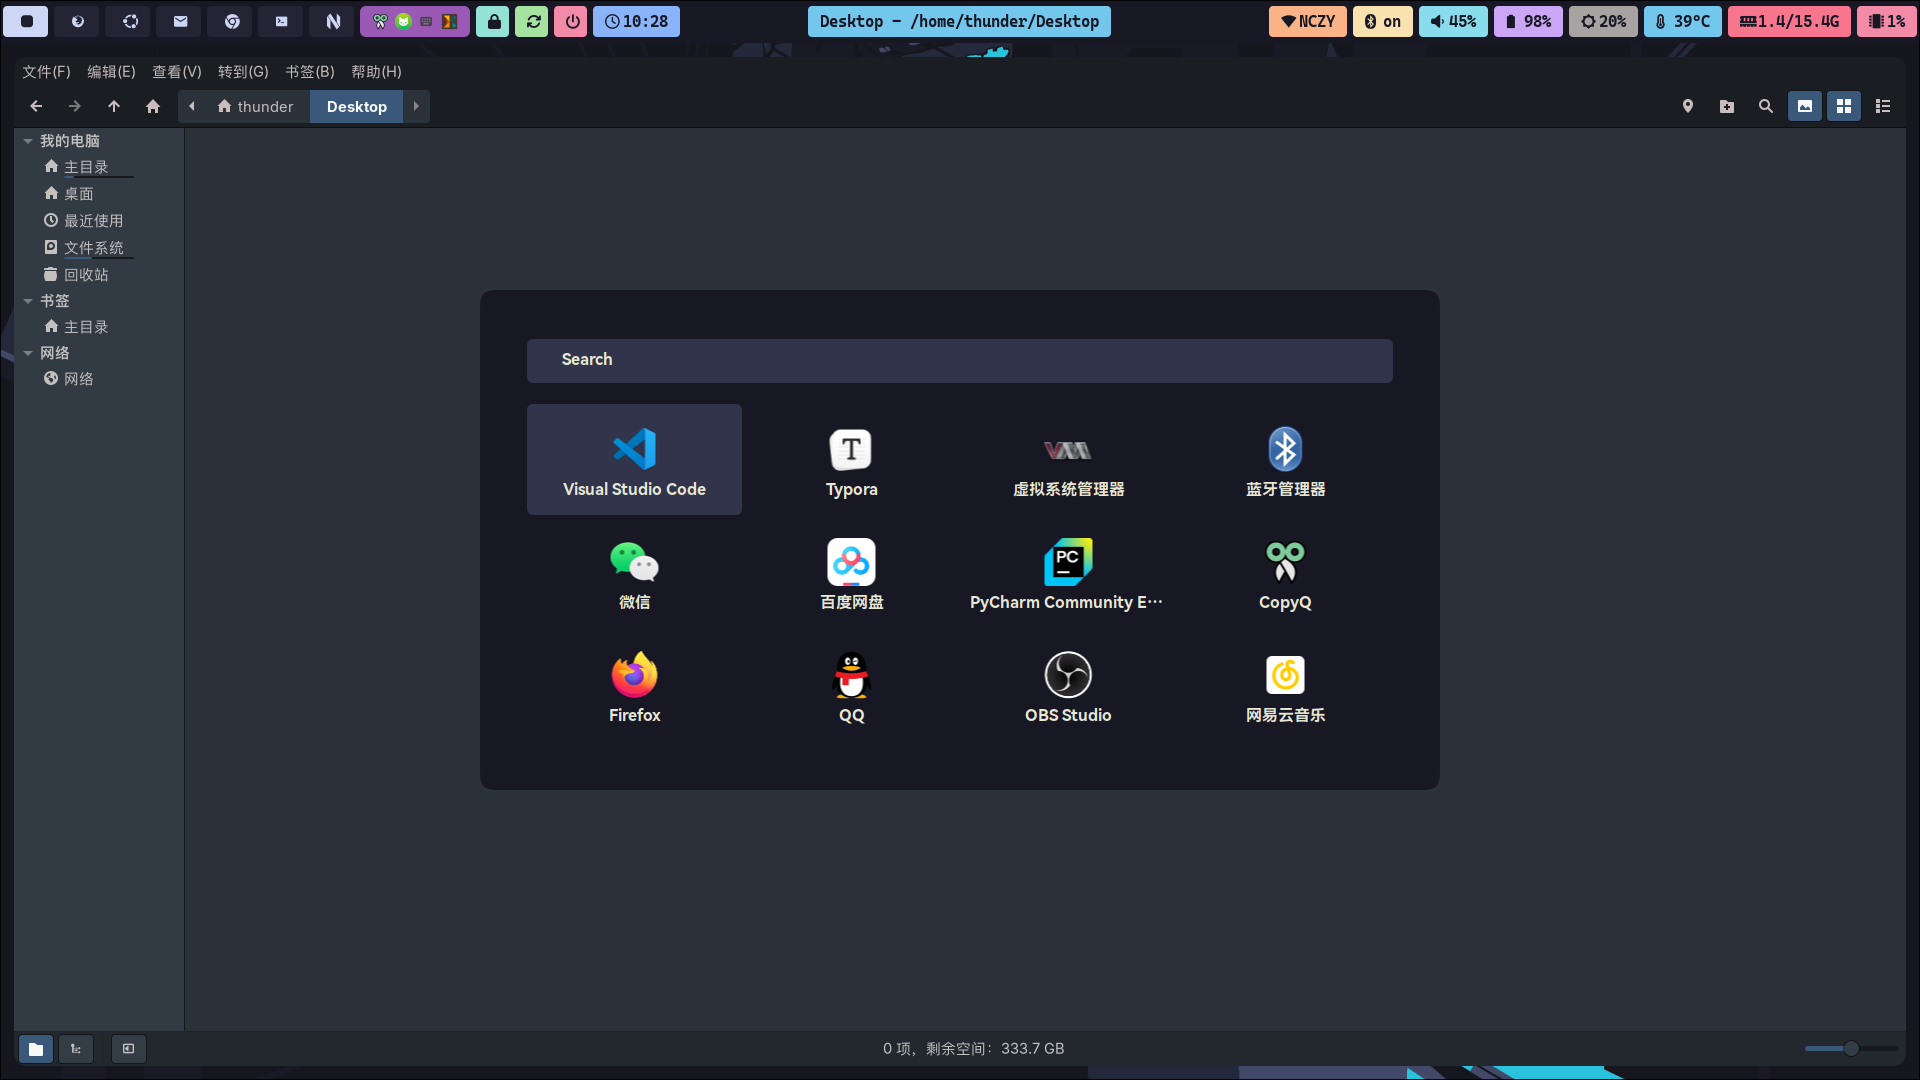 10:28
Desktop – /home/thunder/Desktop
NCZY
on
45%
98%
20%
39°C
1.4/15.4G
1%
文件(F) 编辑(E) 查看(V) 转到(G) 书签(B) 帮助(H)
thunder Desktop
我的电脑
主目录
桌面
最近使用
文件系统
回收站
书签
主目录
网络
网络
Search
Visual Studio Code
Typora
虚拟系统管理器
蓝牙管理器
微信
百度网盘
PC
PyCharm Community E⋯
CopyQ
Firefox
QQ
OBS Studio
网易云音乐
0 项，剩余空间：333.7 GB